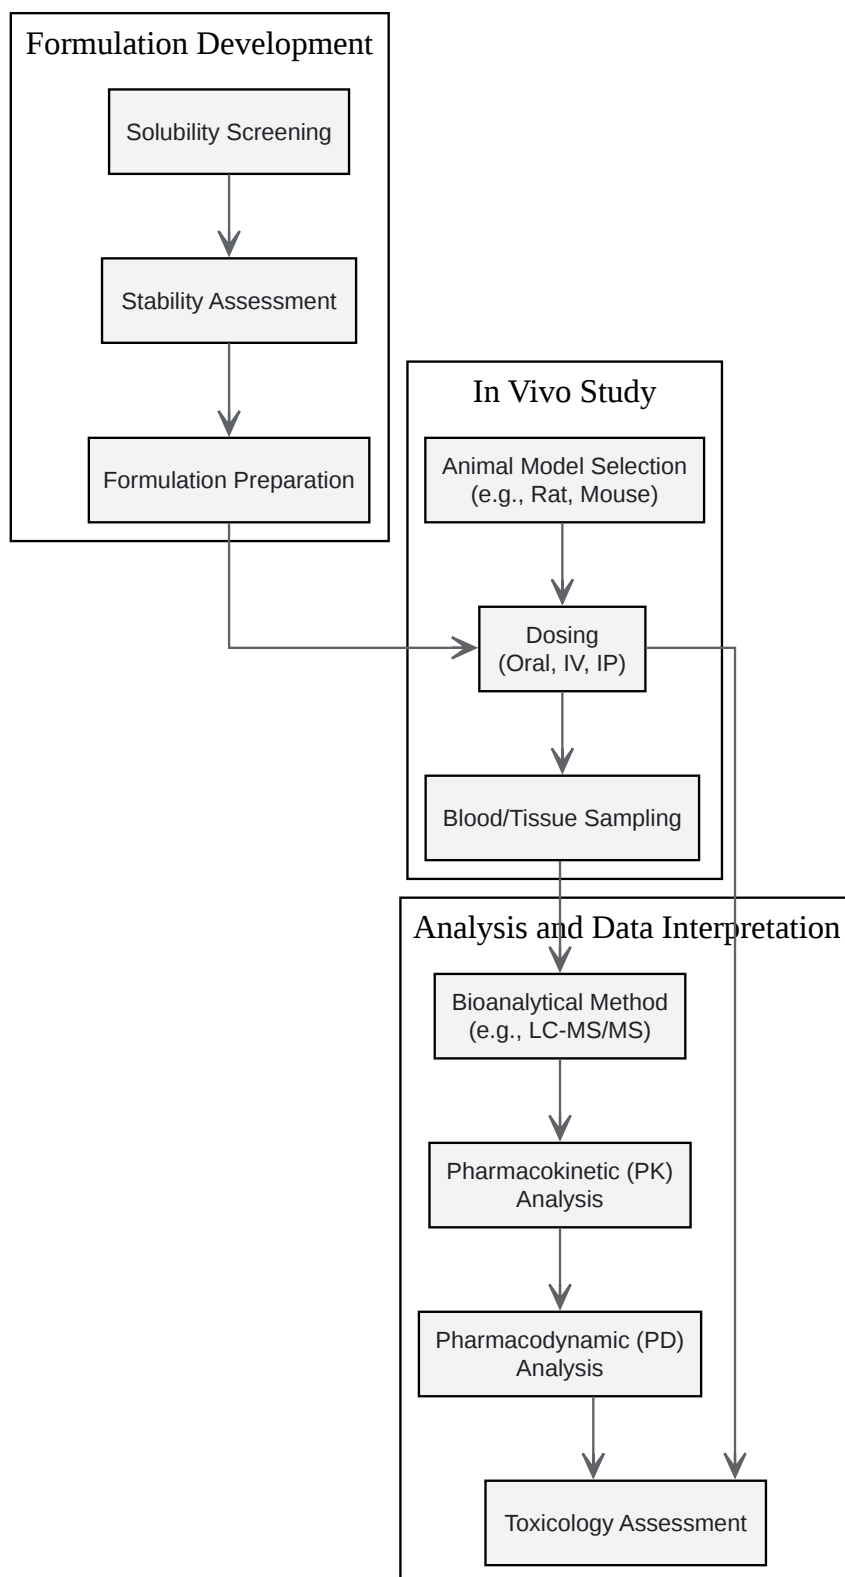 Formulation Development
Solubility Screening
Stability Assessment
Formulation Preparation
In Vivo Study
Animal Model Selection
(e.g., Rat, Mouse)
Dosing
(Oral, IV, IP)
Blood/Tissue Sampling
Analysis and Data Interpretation
Bioanalytical Method
(e.g., LC-MS/MS)
Pharmacokinetic (PK)
Analysis
Pharmacodynamic (PD)
Analysis
Toxicology Assessment